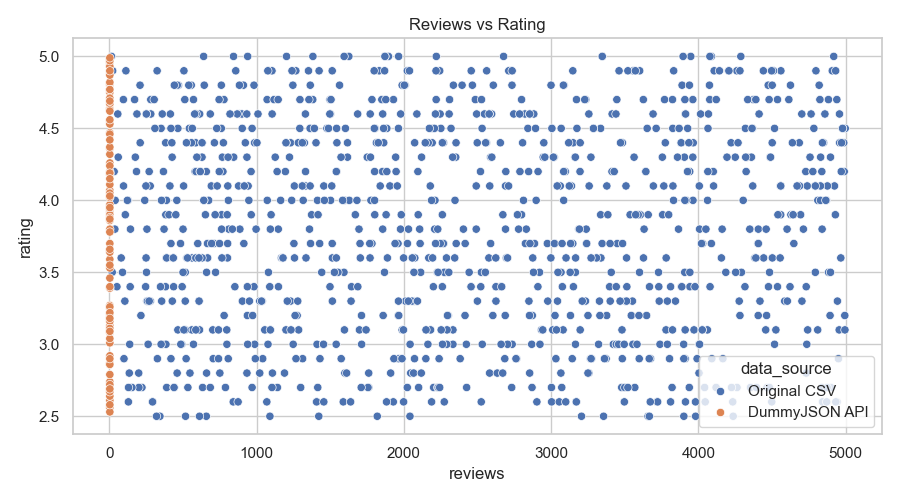 Reviews vs Rating
rating
5.0
4.5
4.0
3.5
3.0
2.5
data_source
Original CSV
DummyJSON API
0 1000 2000 3000 4000 5000
reviews